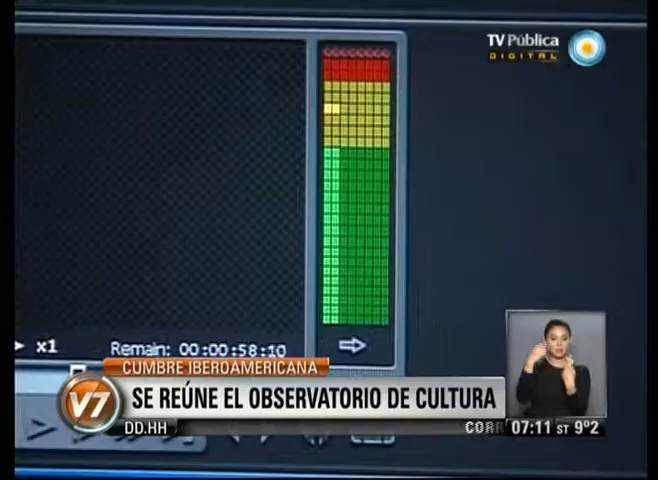 TV Pública
DIGITAL
x1
Remain: 00:00:58:10
CUMBRE IBEROAMERICANA
V7
SE REÚNE EL OBSERVATORIO DE CULTURA
DD.HH
07:11 ST 9º2